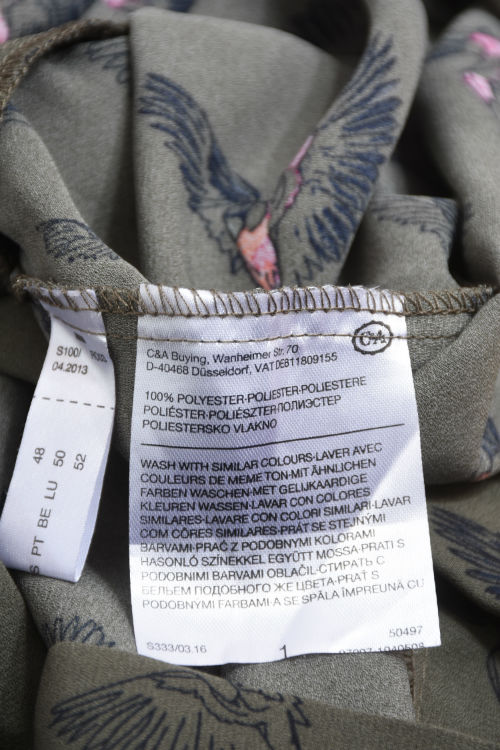 S100/
04.2013
48
50
52
PT BE LU
C&A
C&A Buying, Wanheimer Str. 70
D-40468 Düsseldorf, VAT DE811809155
100% POLYESTER-POLIESTER-POLIESTERE
POLIÉSTER-POLIÉSZTER-ПОЛИЭСТЕР
POLIESTERSKO VLAKNO
WASH WITH SIMILAR COLOURS-LAVER AVEC
COULEURS DE MEME TON-MIT ÄHNLICHEN
FARBEN WASCHEN-MET GELIJKAARDIGE
KLEUREN WASSEN-LAVAR CON COLORES
SIMILARES-LAVARE CON COLORI SIMILARI-LAVAR
COM CÔRES SIMILARES-PRÁT SE STEJNÝMI
BARVAMI-PRAĆ Z PODOBNYMI KOLORAMI
HASONLÓ SZÍNEKKEL EGYÜTT MOSSA-PRATI S
PODOBNIMI BARVAMI OBLAČIL-СТИРАТЬ С
БЕЛЬЕМ ПОДОБНОГО ЖЕ ЦВЕТА-PRAŤ S
PODOBNÝMI FARBAMI-A SE SPĂLA ÎMPREUNĂ CU
S333/03.16
1
50497